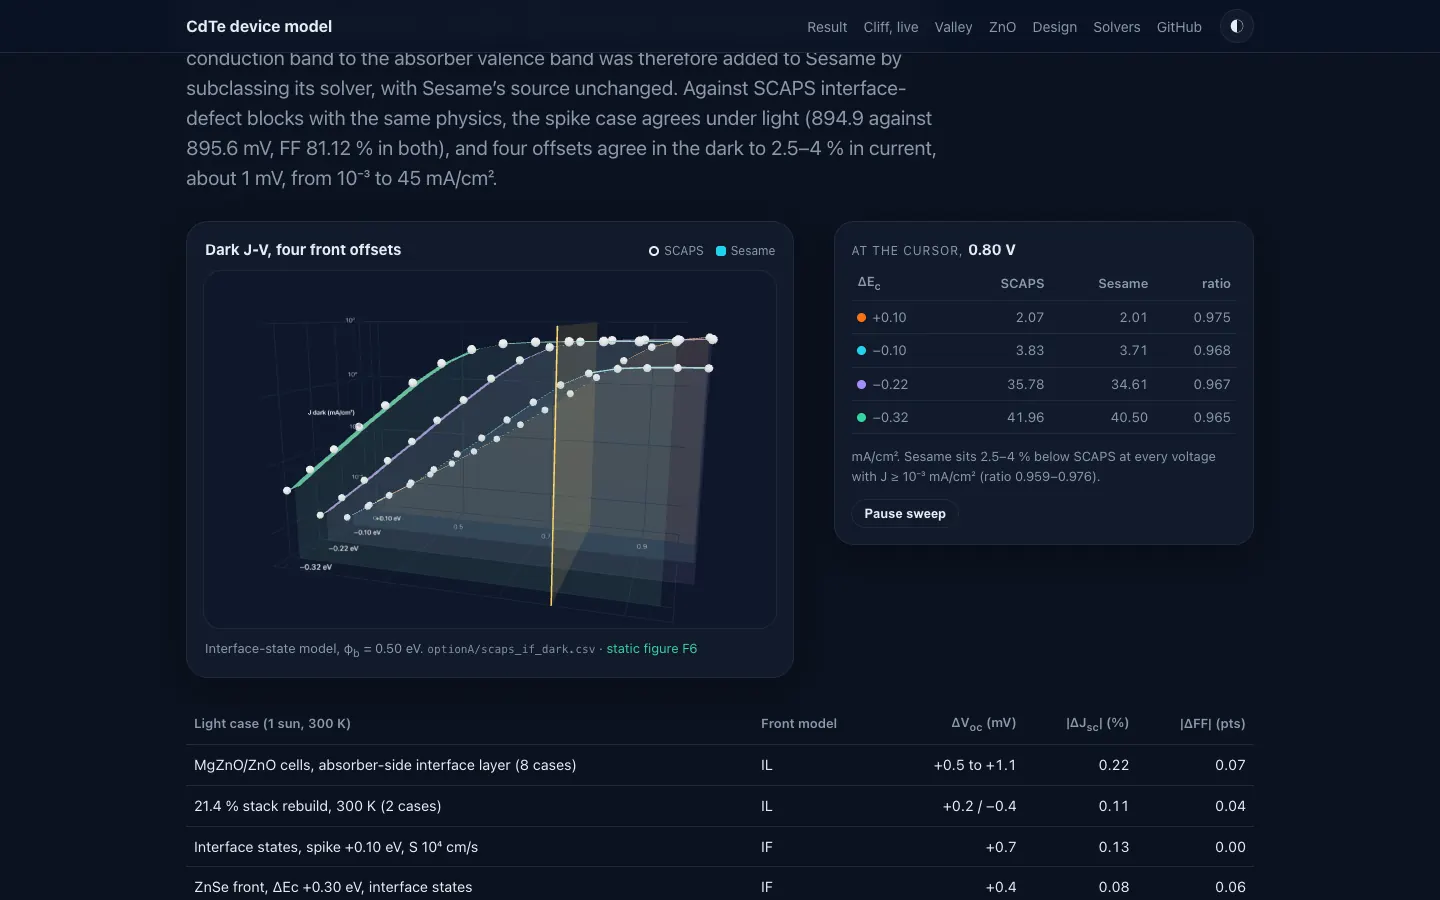 CdTe device model
Result Cliff, live Valley ZnO Design Solvers GitHub
conduction band to the absorber valence band was therefore added to Sesame by
subclassing its solver, with Sesame’s source unchanged. Against SCAPS interface-
defect blocks with the same physics, the spike case agrees under light (894.9 against
895.6 mV, FF 81.12 % in both), and four offsets agree in the dark to 2.5–4 % in current,
about 1 mV, from 10⁻³ to 45 mA/cm².
Dark J-V, four front offsets
SCAPS Sesame
10²
10⁰
J dark (mA/cm²)
+0.10 eV
−0.10 eV
−0.22 eV
−0.32 eV
0.5
0.9
Interface-state model, ϕb = 0.50 eV. optionA/scaps_if_dark.csv · static figure F6
AT THE CURSOR, 0.80 V
ΔEc SCAPS Sesame ratio
+0.10 2.07 2.01 0.975
−0.10 3.83 3.71 0.968
−0.22 35.78 34.61 0.967
−0.32 41.96 40.50 0.965
mA/cm². Sesame sits 2.5–4 % below SCAPS at every voltage
with J ≥ 10⁻³ mA/cm² (ratio 0.959–0.976).
Pause sweep
Light case (1 sun, 300 K) Front model ΔVoc (mV) |ΔJsc| (%) |ΔFF| (pts)
MgZnO/ZnO cells, absorber-side interface layer (8 cases) IL +0.5 to +1.1 0.22 0.07
21.4 % stack rebuild, 300 K (2 cases) IL +0.2 / −0.4 0.11 0.04
Interface states, spike +0.10 eV, S 10⁴ cm/s IF +0.7 0.13 0.00
ZnSe front, ΔEc +0.30 eV, interface states IF +0.4 0.08 0.06